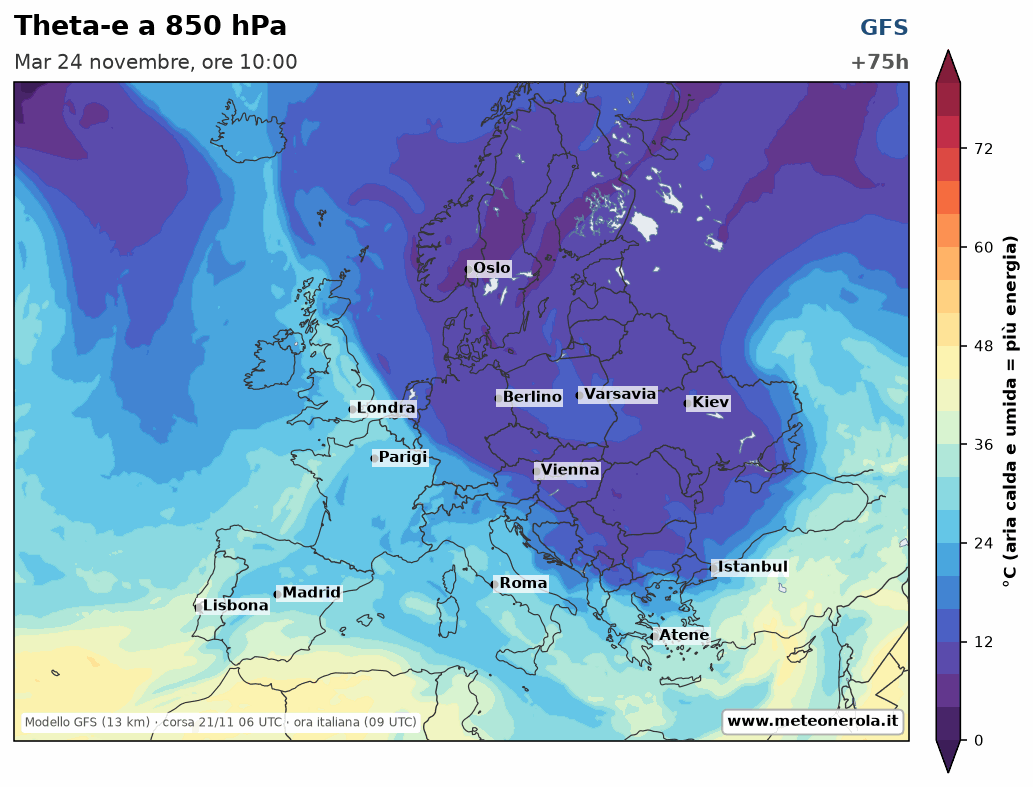 Theta-e a 850 hPa
GFS
Mar 24 novembre, ore 10:00
+75h
72
60
48
36
24
12
0
°C (aria calda e umida = più energia)
Oslo
Berlino
Varsavia
Kiev
Londra
Parigi
Vienna
Istanbul
Roma
Madrid
Lisbona
Atene
Modello GFS (13 km) · corsa 21/11 06 UTC · ora italiana (09 UTC)
www.meteonerola.it